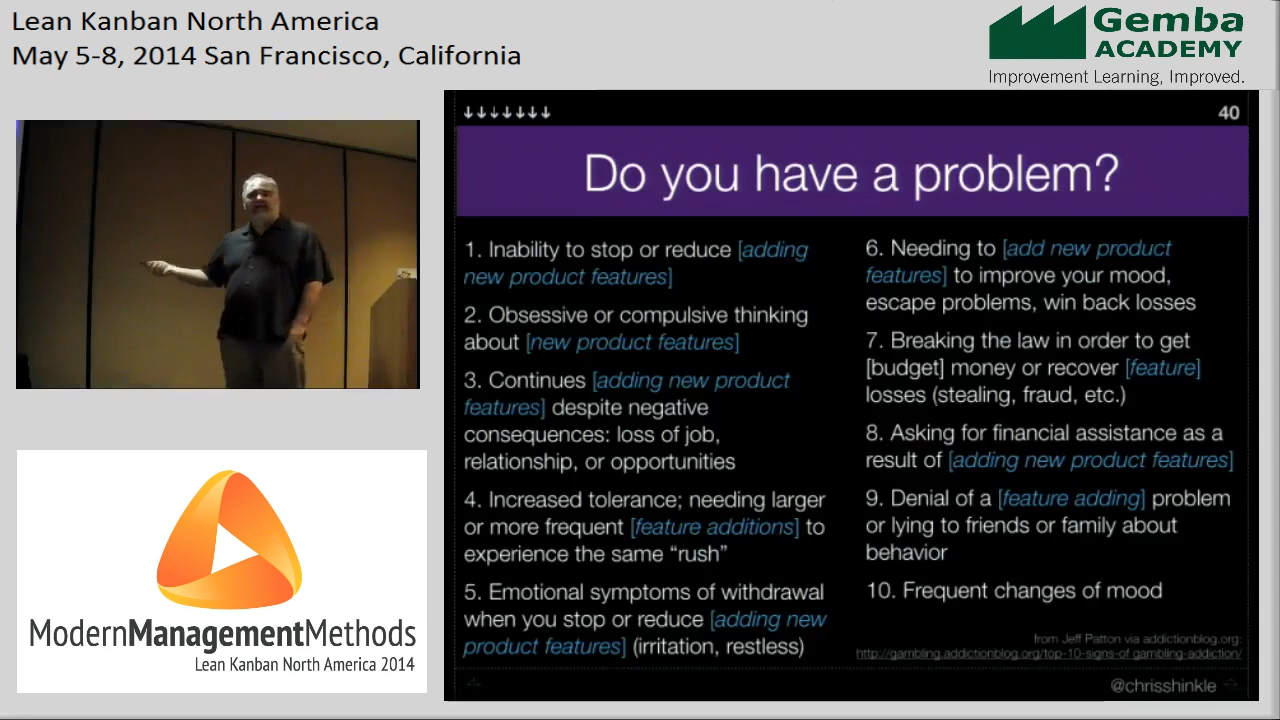 Lean Kanban North America
May 5-8, 2014 San Francisco, California
Gemba
ACADEMY
Improvement Learning, Improved.
↓↓↓↓↓↓↓
40
Do you have a problem?
1. Inability to stop or reduce [adding
new product features]
2. Obsessive or compulsive thinking
about [new product features]
3. Continues [adding new product
features] despite negative
consequences: loss of job,
relationship, or opportunities
4. Increased tolerance; needing larger
or more frequent [feature additions] to
experience the same “rush”
5. Emotional symptoms of withdrawal
when you stop or reduce [adding new
product features] (irritation, restless)
6. Needing to [add new product
features] to improve your mood,
escape problems, win back losses
7. Breaking the law in order to get
[budget] money or recover [feature]
losses (stealing, fraud, etc.)
8. Asking for financial assistance as a
result of [adding new product features]
9. Denial of a [feature adding] problem
or lying to friends or family about
behavior
10. Frequent changes of mood
from Jeff Patton via addictionblog.org:
http://gambling.addictionblog.org/top-10-signs-of-gambling-addiction/
@chrisshinkle
ModernManagementMethods
Lean Kanban North America 2014